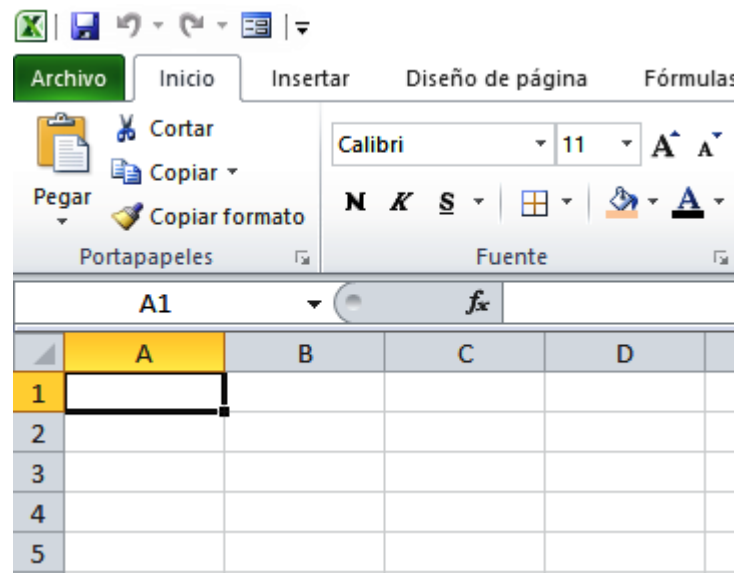 Archivo Inicio Insertar Diseño de página Fórmulas
Cortar
Copiar
Pegar
Copiar formato
Portapapeles
Calibri 11 A A
N K S A
Fuente
A1 fx
A B C D
1
2
3
4
5